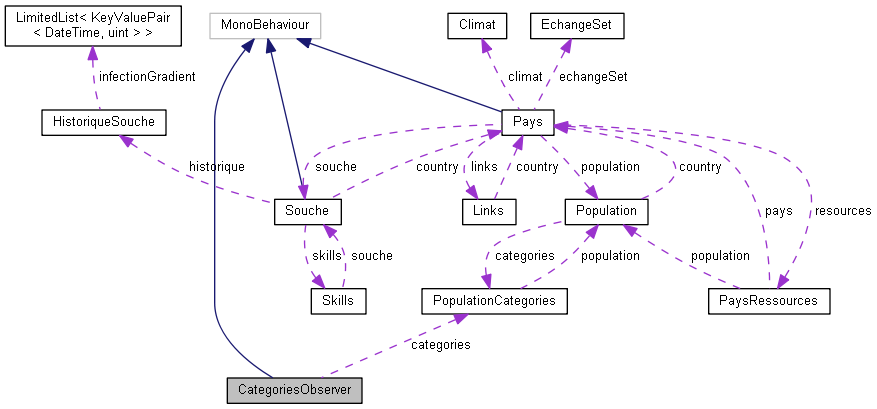 LimitedList< KeyValuePair
< DateTime, uint > >
MonoBehaviour
Climat
EchangeSet
infectionGradient
climat
echangeSet
HistoriqueSouche
Pays
historique
souche
country
links
country
population
country
pays
resources
Souche
Links
Population
skills
souche
categories
population
population
Skills
PopulationCategories
PaysRessources
categories
CategoriesObserver